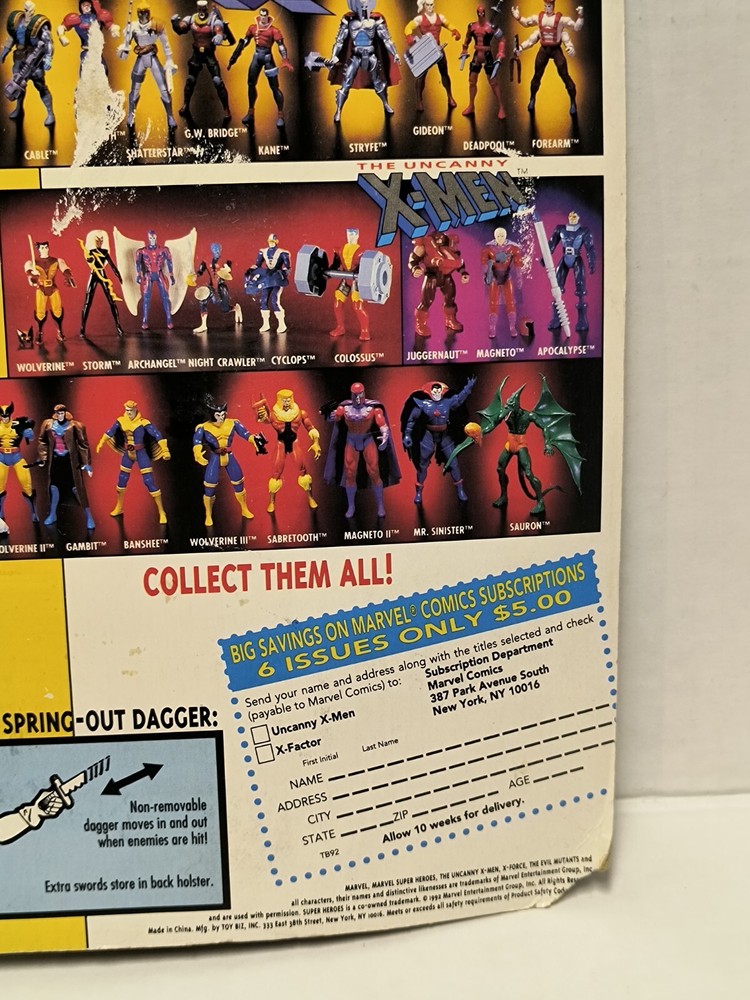 G.W. BRIDGE™
GIDEON™
CABLE™
SHATTERSTAR™
KANE™
STRYFE™
DEADPOOL™
FOREARM™
THE UNCANNY
X-MEN™
WOLVERINE™ STORM™ ARCHANGEL™ NIGHT CRAWLER™ CYCLOPS™ COLOSSUS™
JUGGERNAUT™ MAGNETO™ APOCALYPSE™
OLVERINE II™ GAMBIT™ BANSHEE™ WOLVERINE III™ SABRETOOTH™ MAGNETO II™ MR. SINISTER™ SAURON™
COLLECT THEM ALL!
BIG SAVINGS ON MARVEL® COMICS SUBSCRIPTIONS
6 ISSUES ONLY $5.00
Send your name and address along with the titles selected and check
(payable to Marvel Comics) to:
Subscription Department
Marvel Comics
387 Park Avenue South
New York, NY 10016
Uncanny X-Men
X-Factor
First Initial Last Name
NAME
ADDRESS
CITY
STATE ZIP AGE
TB92 Allow 10 weeks for delivery.
SPRING-OUT DAGGER:
Non-removable
dagger moves in and out
when enemies are hit!
Extra swords store in back holster.
MARVEL, MARVEL SUPER HEROES, THE UNCANNY X-MEN, X-FORCE, THE EVIL MUTANTS and
all characters, their names and distinctive likenesses are trademarks of Marvel Entertainment Group, Inc
and are used with permission. SUPER HEROES is a co-owned trademark. © 1992 Marvel Entertainment Group, Inc. All Rights
Made in China. Mfg. by TOY BIZ, INC. 333 East 38th Street, New York, NY 10016. Meets or exceeds all safety requirements of Product Safety